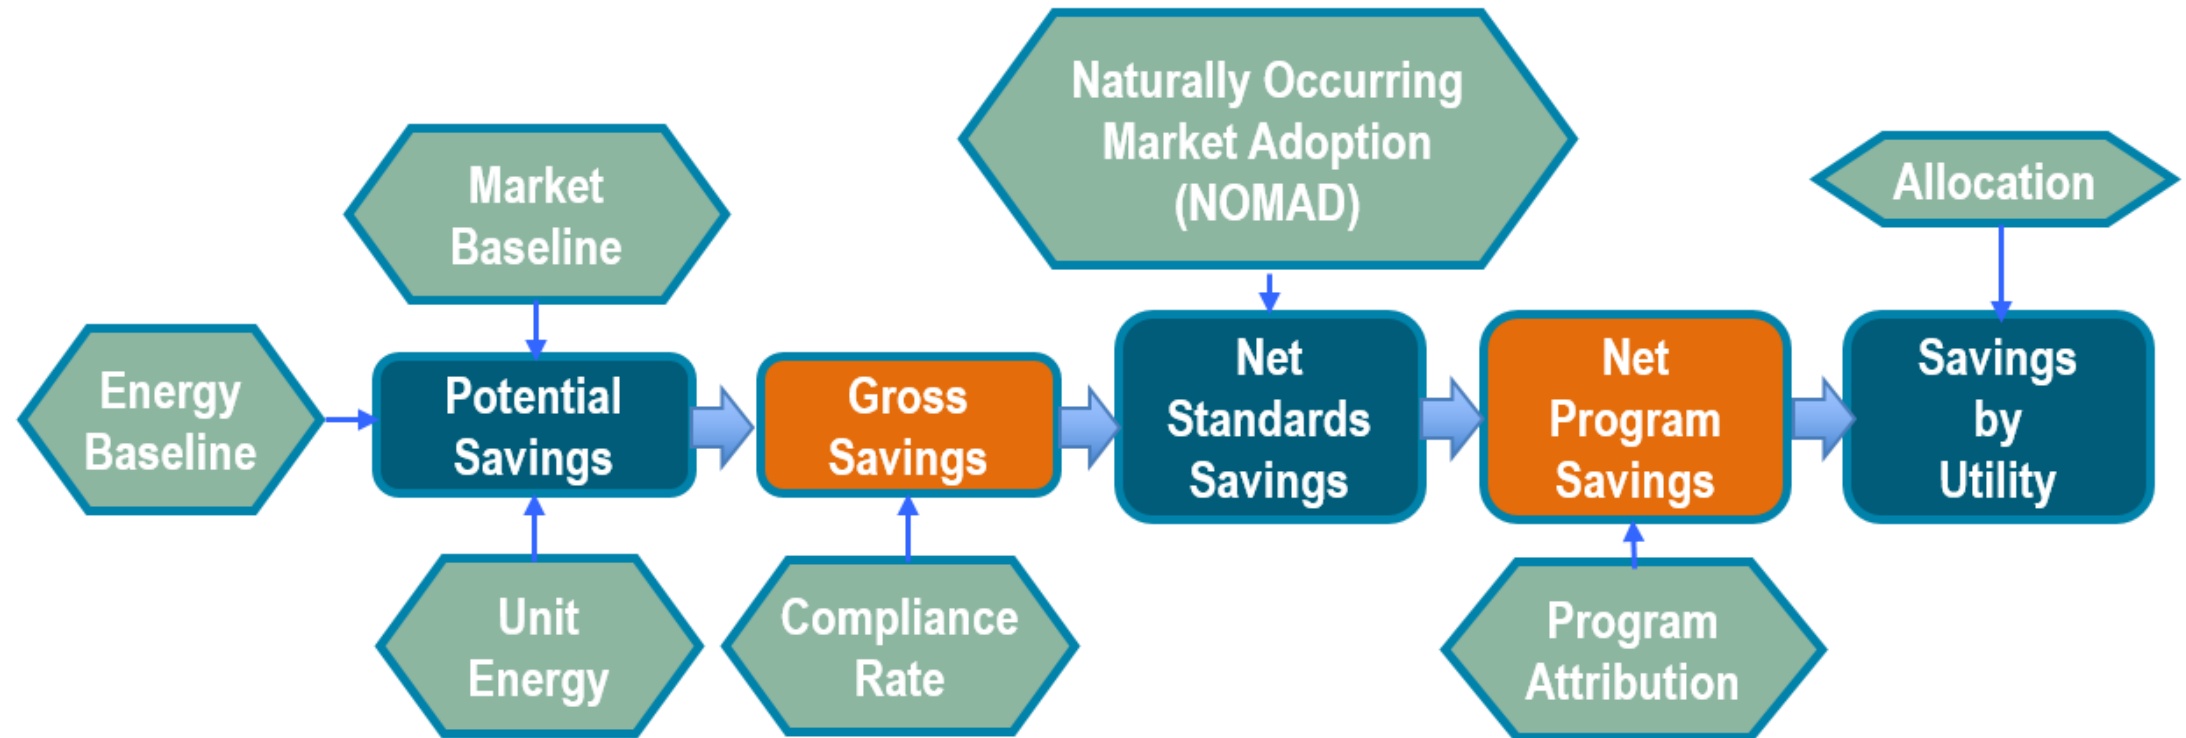 Naturally Occurring
Market Adoption
(NOMAD)
Market
Baseline
Allocation
Energy
Baseline
Potential
Savings
Gross
Savings
Net
Standards
Savings
Net
Program
Savings
Savings
by
Utility
Unit
Energy
Compliance
Rate
Program
Attribution